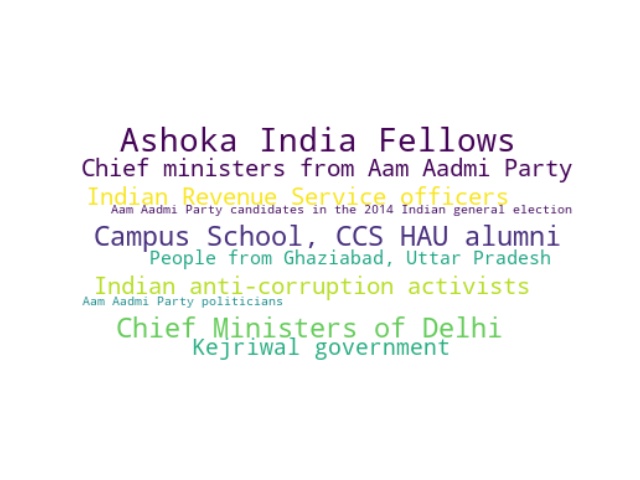 Ashoka India Fellows
Chief ministers from Aam Aadmi Party
Indian Revenue Service officers
Aam Aadmi Party candidates in the 2014 Indian general election
Campus School, CCS HAU alumni
People from Ghaziabad, Uttar Pradesh
Indian anti-corruption activists
Aam Aadmi Party politicians
Chief Ministers of Delhi
Kejriwal government